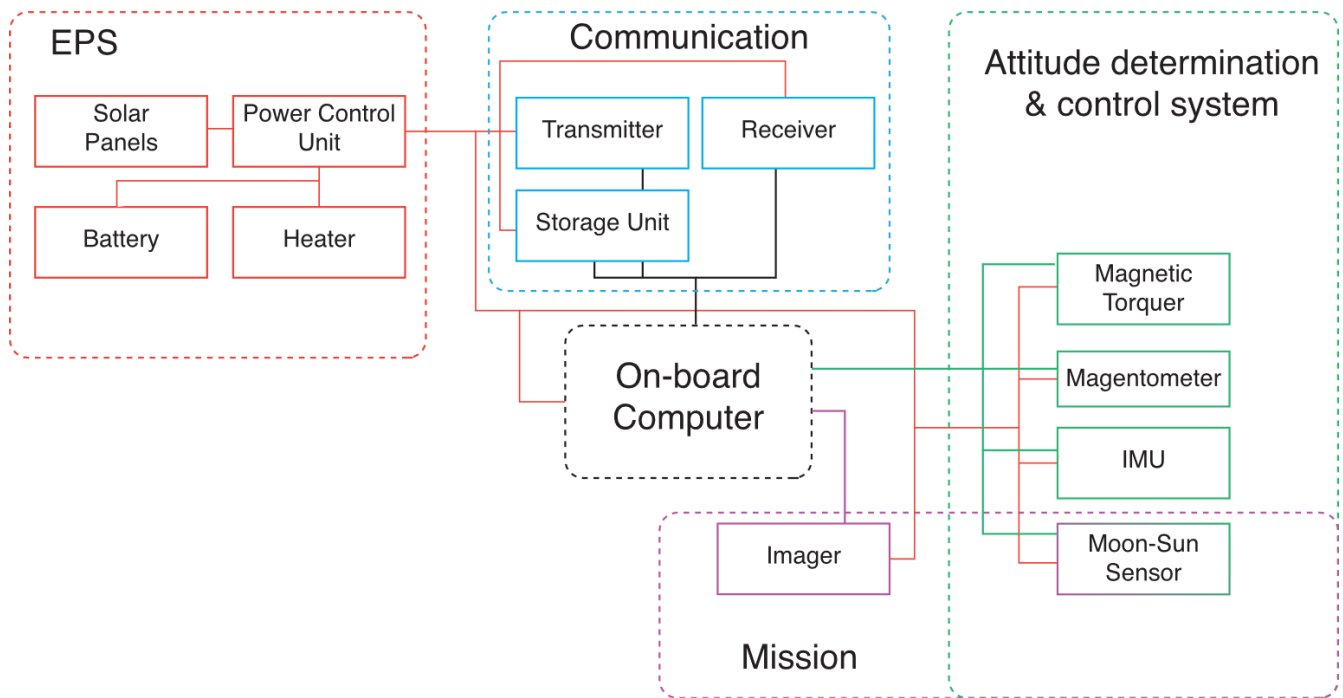 EPS
Solar
Panels
Power Control
Unit
Battery
Heater
Communication
Transmitter
Receiver
Storage Unit
On-board
Computer
Attitude determination
& control system
Magnetic
Torquer
Magentometer
IMU
Moon-Sun
Sensor
Imager
Mission